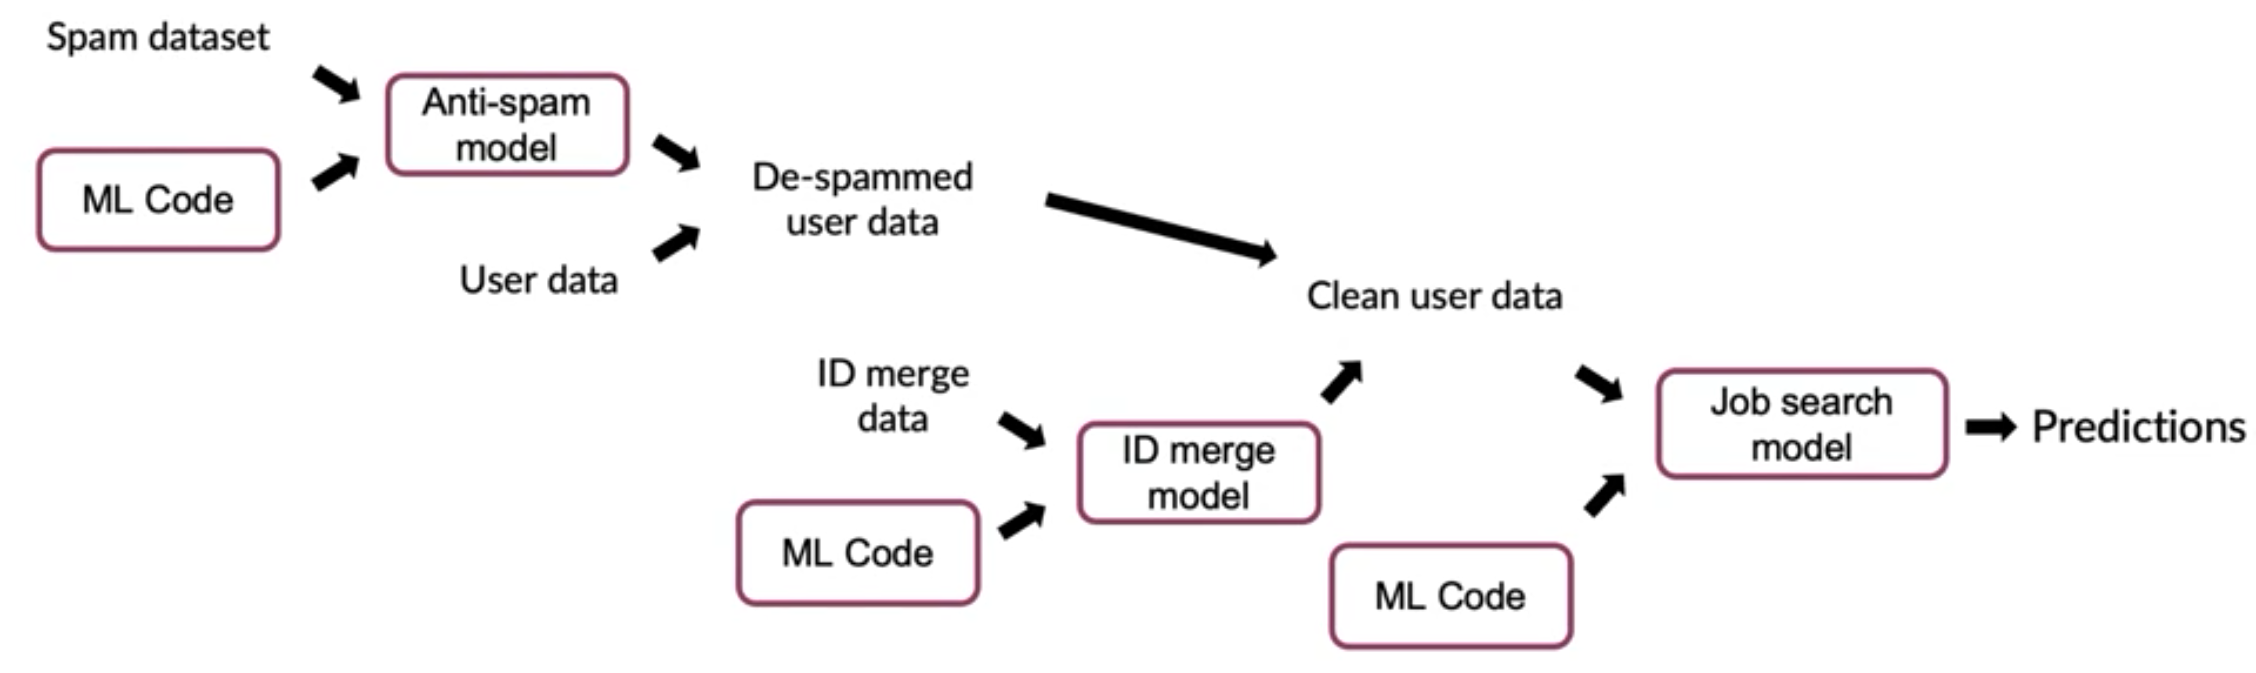 Spam dataset
Anti-spam
model
ML Code
De-spammed
user data
User data
Clean user data
ID merge
data
ID merge
model
ML Code
Job search
model
Predictions
ML Code